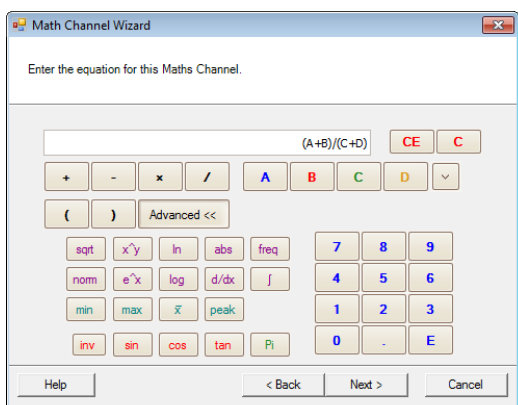 Math Channel Wizard
Enter the equation for this Maths Channel.
(A+B)/(C+D) CE C
+ - × / A B C D
( ) Advanced <<
sqrt x^y ln abs freq 7 8 9
norm e^x log d/dx ∫ 4 5 6
min max x̅ peak 1 2 3
inv sin cos tan Pi 0 . E
Help < Back Next > Cancel